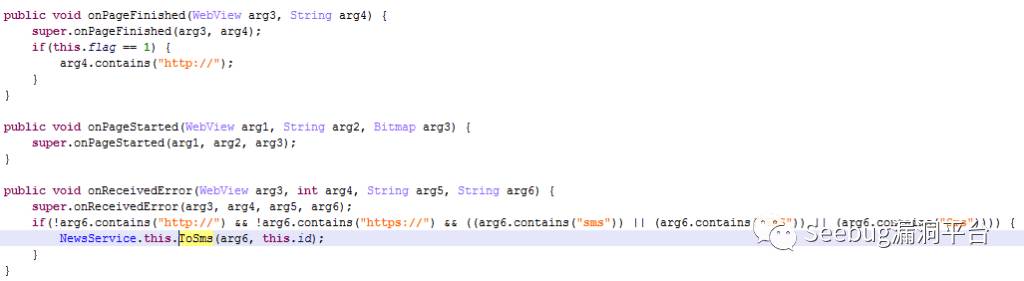 public void onPageFinished(WebView arg3, String arg4) {
super.onPageFinished(arg3, arg4);
if(this.flag == 1) {
arg4.contains("http://");
}
}
public void onPageStarted(WebView arg1, String arg2, Bitmap arg3) {
super.onPageStarted(arg1, arg2, arg3);
}
public void onReceivedError(WebView arg3, int arg4, String arg5, String arg6) {
super.onReceivedError(arg3, arg4, arg5, arg6);
if(!arg6.contains("http://") && !arg6.contains("https://") && ((arg6.contains("sms")) || (arg6.contains( )) || (arg6.contains( )))) {
NewsService.this.ToSms(arg6, this.id);
}
}
Seebug漏洞平台